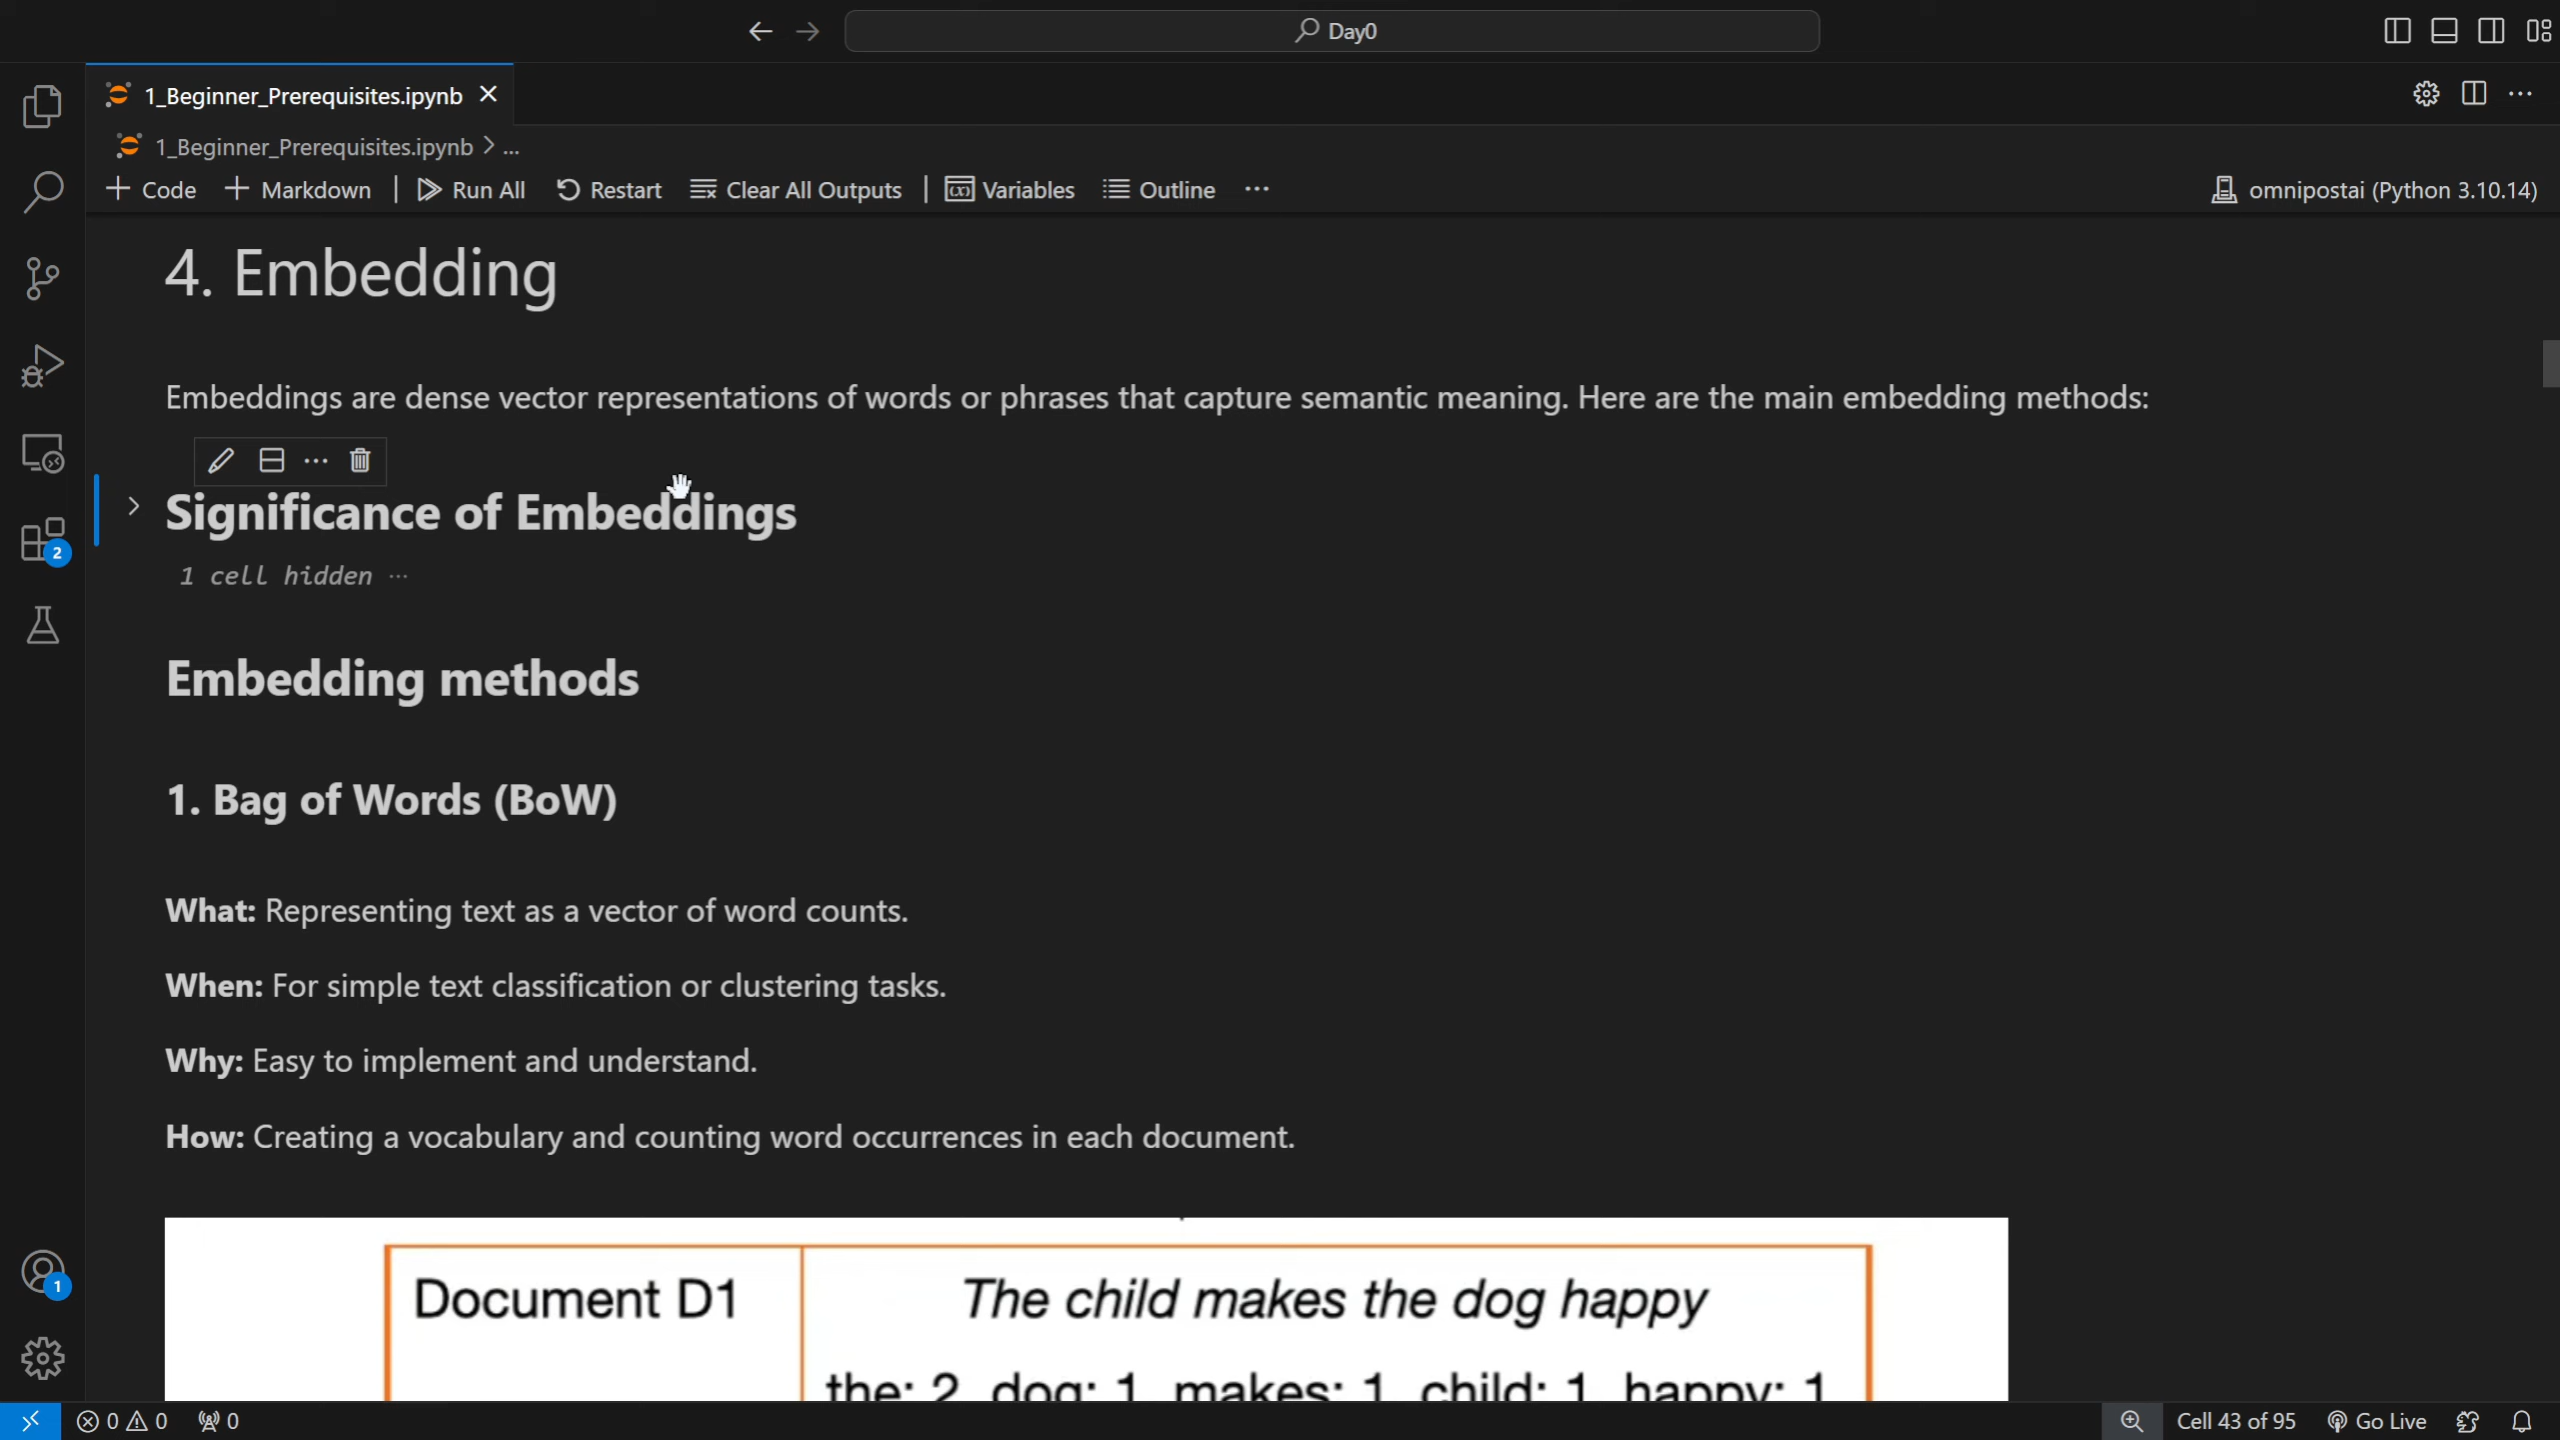 Day0
1_Beginner_Prerequisites.ipynb
1_Beginner_Prerequisites.ipynb > ...
Code Markdown Run All Restart Clear All Outputs Variables Outline ... omnipostai (Python 3.10.14)
4. Embedding
Embeddings are dense vector representations of words or phrases that capture semantic meaning. Here are the main embedding methods:
Significance of Embeddings
1 cell hidden ...
Embedding methods
1. Bag of Words (BoW)
What: Representing text as a vector of word counts.
When: For simple text classification or clustering tasks.
Why: Easy to implement and understand.
How: Creating a vocabulary and counting word occurrences in each document.
Document D1 The child makes the dog happy
the: 2, dog: 1, makes: 1, child: 1, happy: 1
2
1
0 0 0 Cell 43 of 95 Go Live